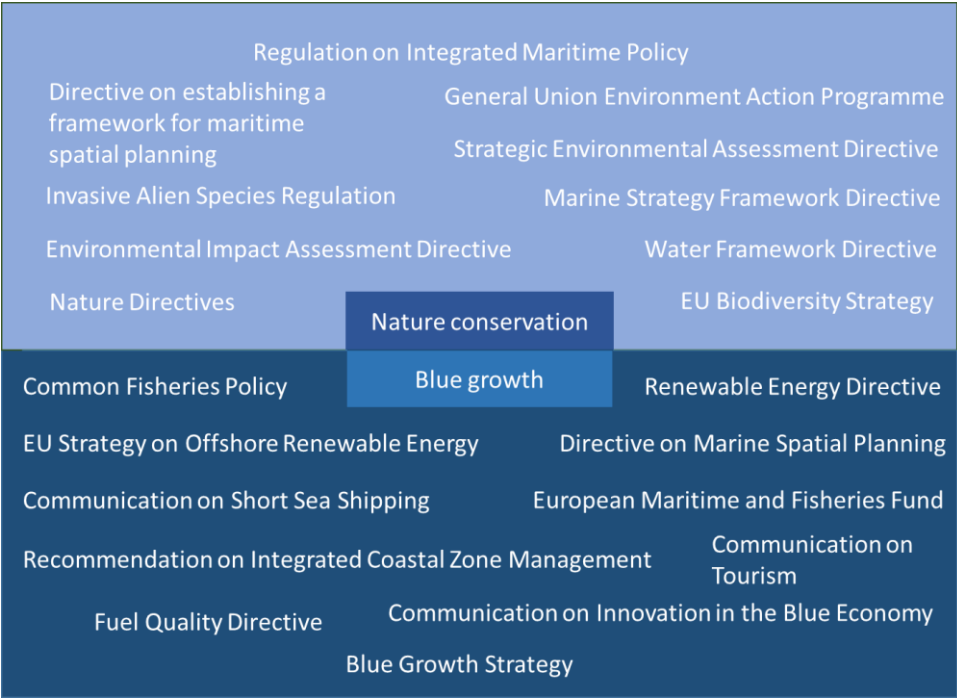 Regulation on Integrated Maritime Policy
Directive on establishing a
framework for maritime
spatial planning
General Union Environment Action Programme
Strategic Environmental Assessment Directive
Invasive Alien Species Regulation
Marine Strategy Framework Directive
Environmental Impact Assessment Directive
Water Framework Directive
Nature Directives
EU Biodiversity Strategy
Nature conservation
Blue growth
Common Fisheries Policy
Renewable Energy Directive
EU Strategy on Offshore Renewable Energy
Directive on Marine Spatial Planning
Communication on Short Sea Shipping
European Maritime and Fisheries Fund
Recommendation on Integrated Coastal Zone Management
Communication on
Tourism
Fuel Quality Directive
Communication on Innovation in the Blue Economy
Blue Growth Strategy